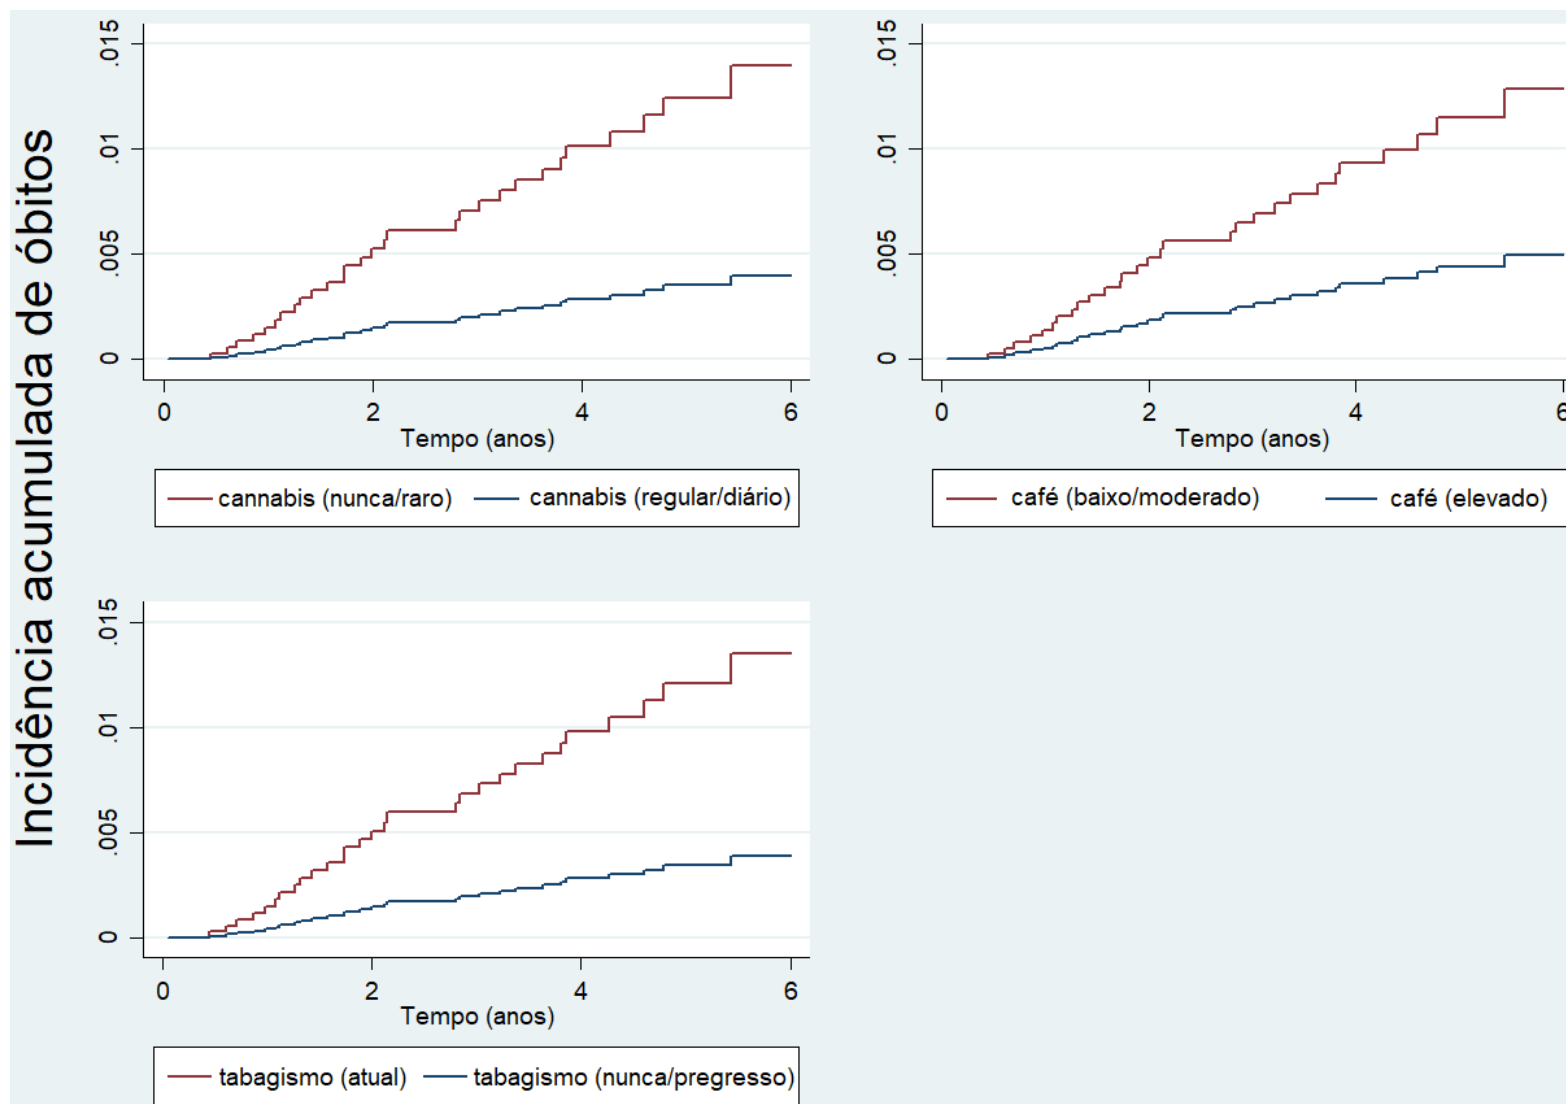 Incidência acumulada de óbitos
.015
.01
.005
0
0 2 4 6
Tempo (anos)
cannabis (nunca/raro) cannabis (regular/diário)
.015
.01
.005
0
0 2 4 6
Tempo (anos)
café (baixo/moderado) café (elevado)
.015
.01
.005
0
0 2 4 6
Tempo (anos)
tabagismo (atual) tabagismo (nunca/pregresso)